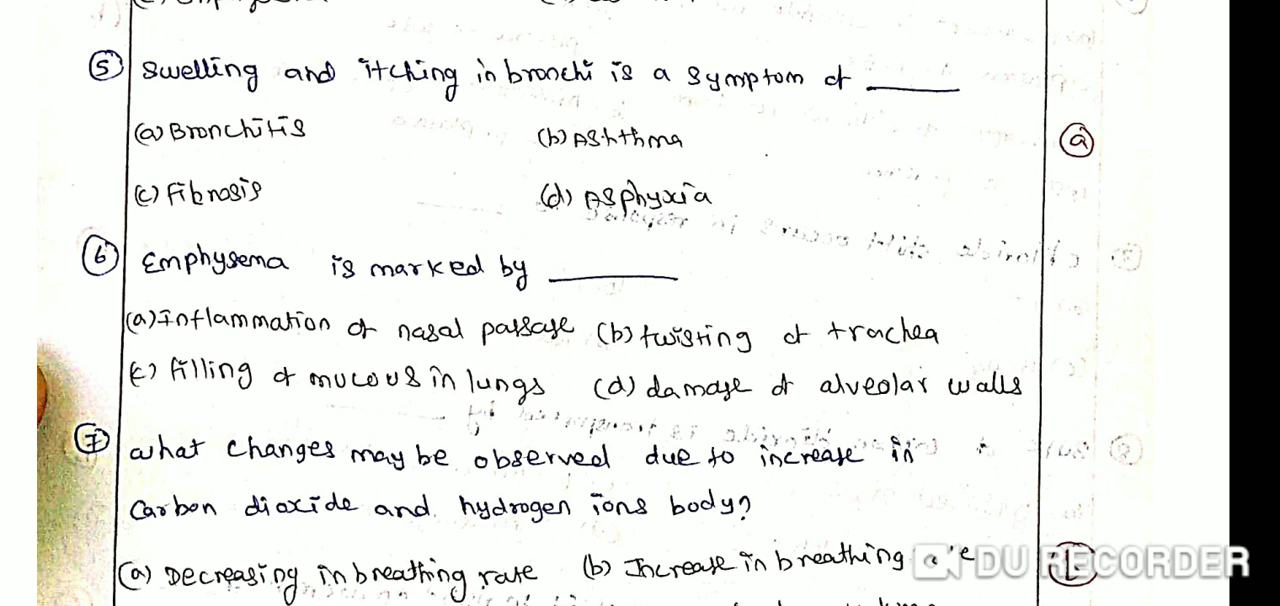 5 Swelling and itching in bronchi is a symptom of ______
(a) Bronchitis (b) Ashthma
a
(c) Fibrosis (d) Asphyxia
6 Emphysema is marked by ______
(a) Inflammation of nasal passage (b) twisting of trachea
(c) filling of mucous in lungs (d) damage of alveolar walls
7 what changes may be observed due to increase in
carbon dioxide and hydrogen ions body?
(a) Decreasing in breathing rate (b) Increase in breathing
DU RECORDER